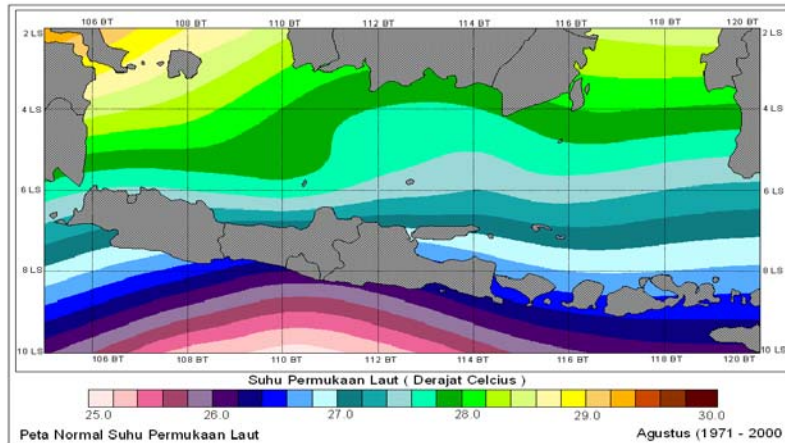 106 BT 108 BT 110 BT 112 BT 114 BT 116 BT 118 BT 120 BT
2 LS 2 LS
4 LS 4 LS
6 LS 6 LS
8 LS 8 LS
10 LS 10 LS
106 BT 108 BT 110 BT 112 BT 114 BT 116 BT 118 BT 120 BT
Suhu Permukaan Laut ( Derajat Celcius )
25.0 26.0 27.0 28.0 29.0 30.0
Peta Normal Suhu Permukaan Laut Agustus (1971 - 2000